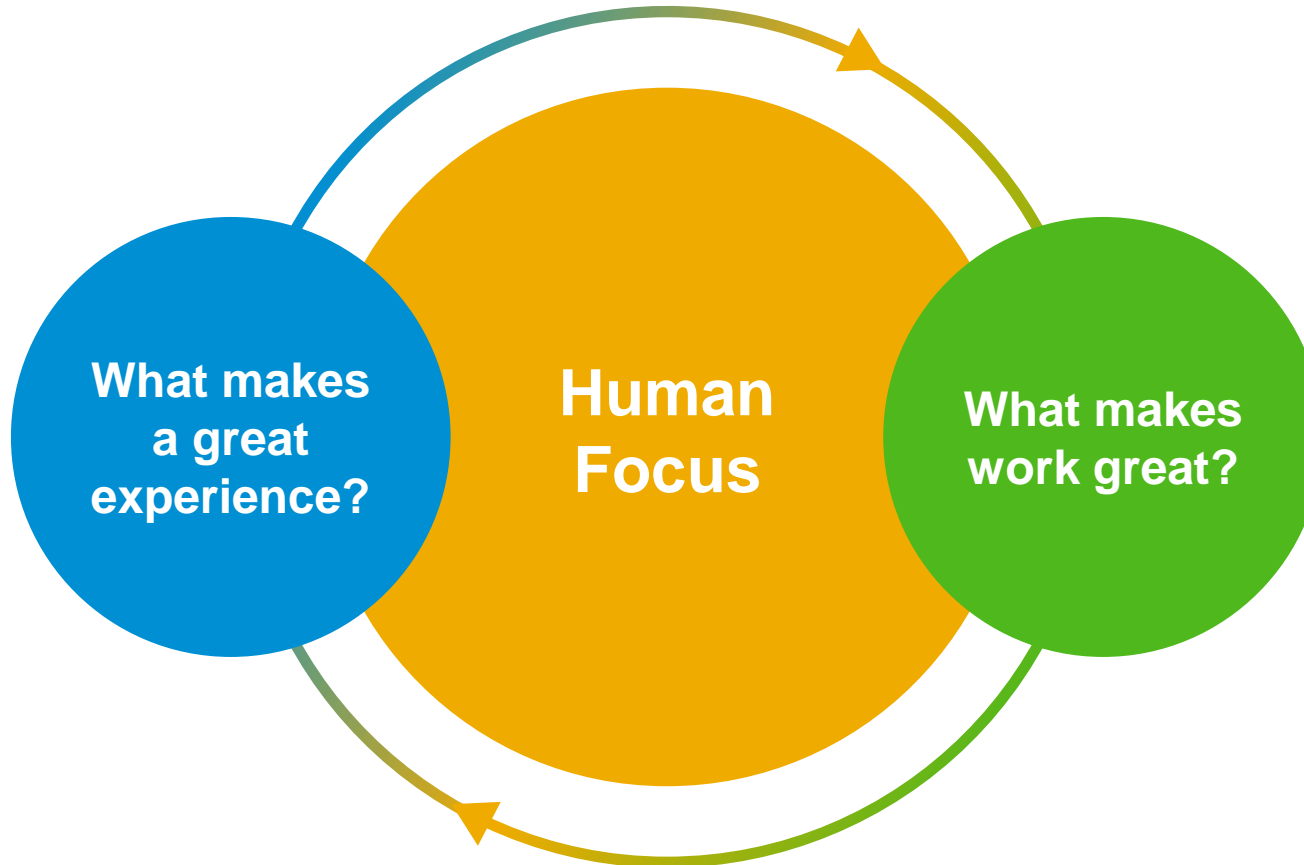 What makes
a great
experience?
Human
Focus
What makes
work great?